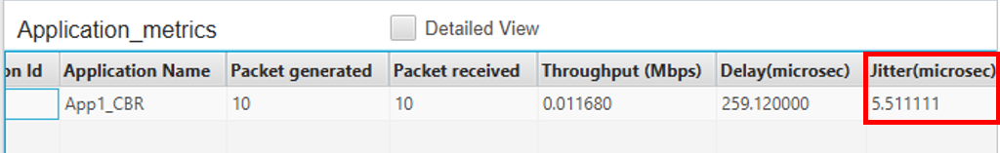 Application_metrics Detailed View
on Id Application Name Packet generated Packet received Throughput (Mbps) Delay(microsec) Jitter(microsec)
App1_CBR 10 10 0.011680 259.120000 5.511111